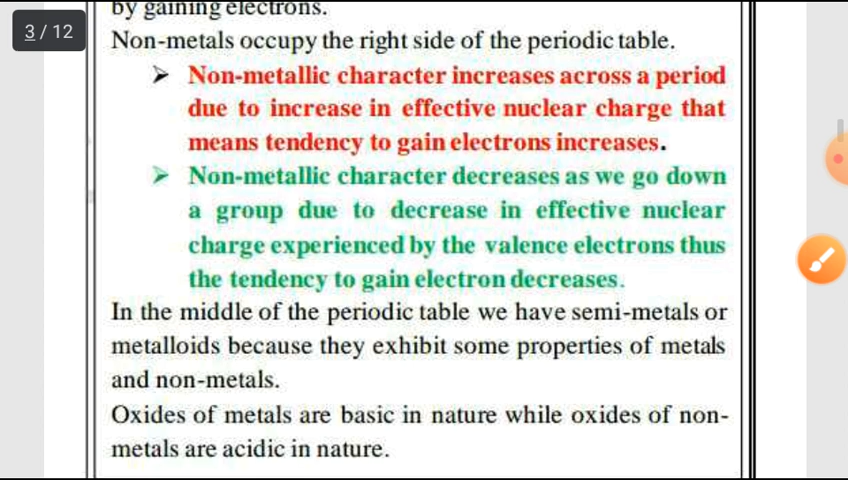 3 / 12
by gaining electrons.
Non-metals occupy the right side of the periodic table.
➢ Non-metallic character increases across a period
due to increase in effective nuclear charge that
means tendency to gain electrons increases.
➢ Non-metallic character decreases as we go down
a group due to decrease in effective nuclear
charge experienced by the valence electrons thus
the tendency to gain electron decreases.
In the middle of the periodic table we have semi-metals or
metalloids because they exhibit some properties of metals
and non-metals.
Oxides of metals are basic in nature while oxides of non-
metals are acidic in nature.